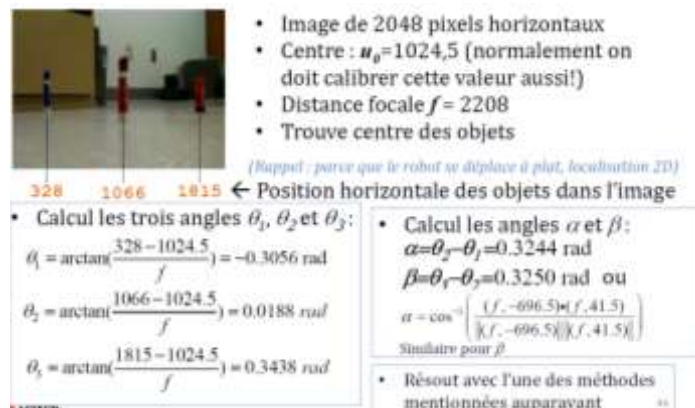 • Image de 2048 pixels horizontaux
• Centre : u₀=1024,5 (normalement on
doit calibrer cette valeur aussi!)
• Distance focale f = 2208
• Trouve centre des objets
(Rappel : parce que le robot se déplace à plat, localisation 2D)
328 1066 1815 ← Position horizontale des objets dans l'image
• Calcul les trois angles θ₁, θ₂ et θ₃:
θ₁ = arctan((328−1024.5)/f) = −0.3056 rad
θ₂ = arctan((1066−1024.5)/f) = 0.0188 rad
θ₃ = arctan((1815−1024.5)/f) = 0.3438 rad
• Calcul les angles α et β:
α=θ₂−θ₁=0.3244 rad
β=θ₃−θ₂=0.3250 rad ou
α = cos⁻¹((f,−696.5)•(f,41.5) / ‖(f,−696.5)‖‖(f,41.5)‖)
Similaire pour β
• Résout avec l'une des méthodes
mentionnées auparavant